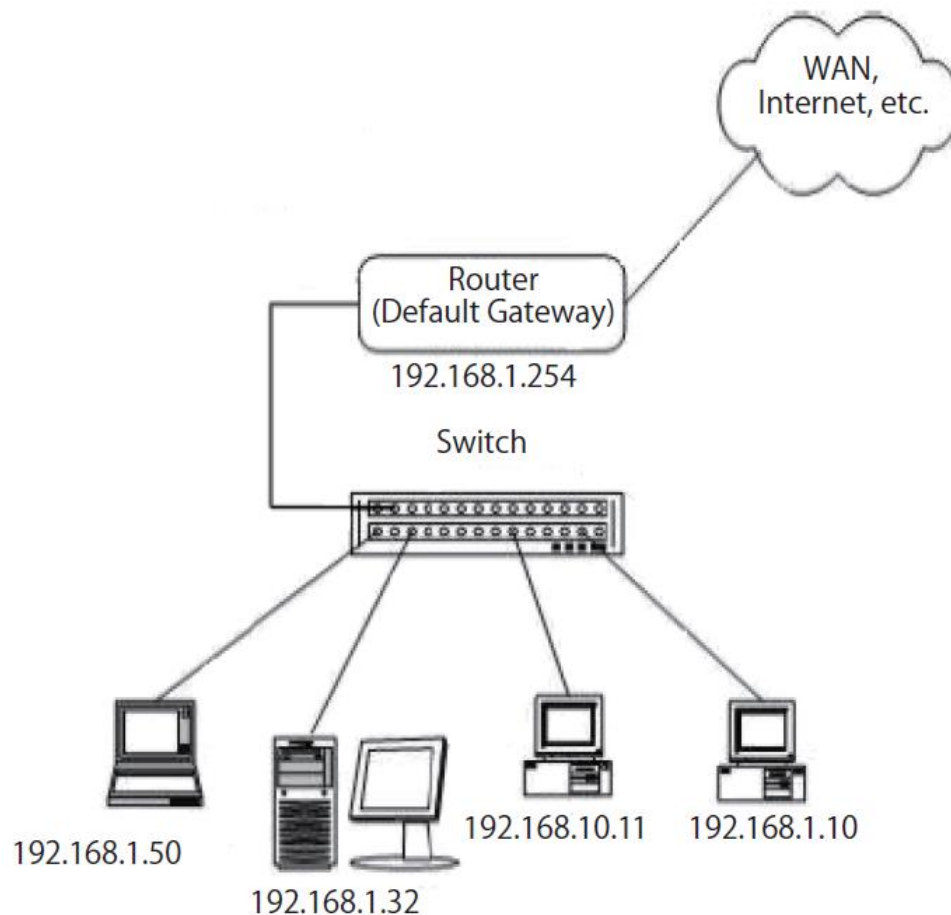 WAN,
Internet, etc.
Router
(Default Gateway)
192.168.1.254
Switch
192.168.1.50
192.168.1.32
192.168.10.11
192.168.1.10